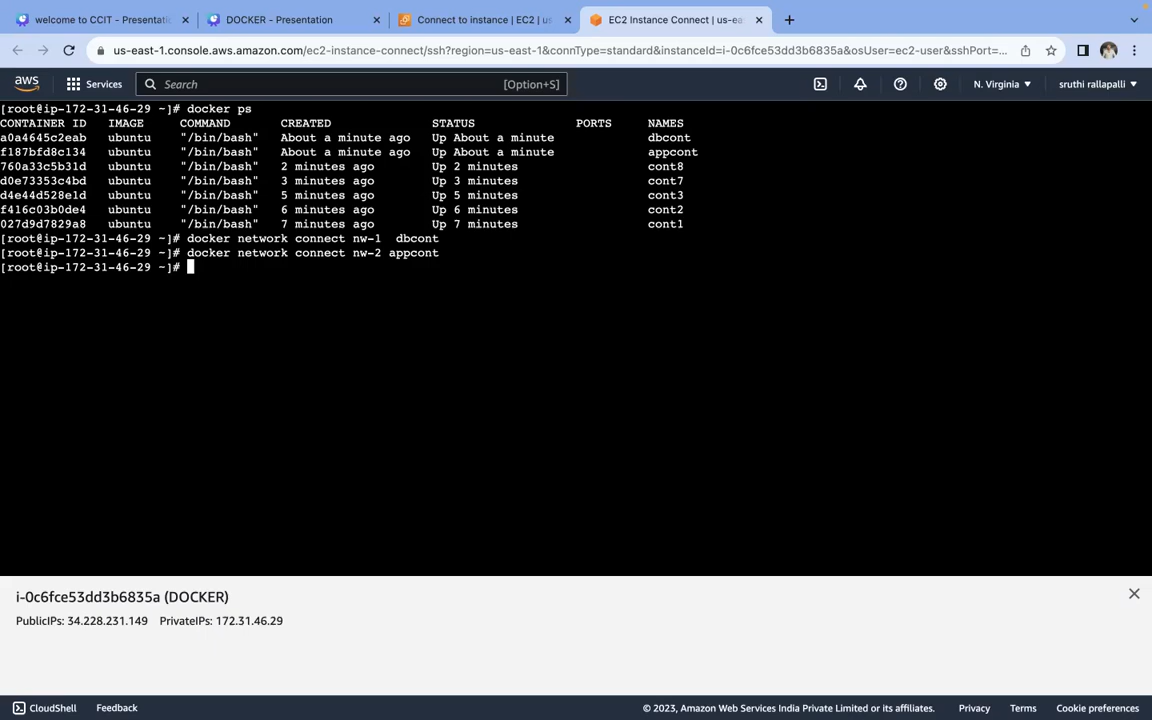 welcome to CCIT - Presentatio
DOCKER - Presentation
Connect to instance | EC2 | us
EC2 Instance Connect | us-ea
us-east-1.console.aws.amazon.com/ec2-instance-connect/ssh?region=us-east-1&connType=standard&instanceId=i-0c6fce53dd3b6835a&osUser=ec2-user&sshPort=...
aws
Services
Search
[Option+S]
N. Virginia
sruthi rallapalli
[root@ip-172-31-46-29 ~]# docker ps
CONTAINER ID IMAGE COMMAND CREATED STATUS PORTS NAMES
a0a4645c2eab ubuntu "/bin/bash" About a minute ago Up About a minute dbcont
f187bfd8c134 ubuntu "/bin/bash" About a minute ago Up About a minute appcont
760a33c5b31d ubuntu "/bin/bash" 2 minutes ago Up 2 minutes cont8
d0e73353c4bd ubuntu "/bin/bash" 3 minutes ago Up 3 minutes cont7
d4e44d528e1d ubuntu "/bin/bash" 5 minutes ago Up 5 minutes cont3
f416c03b0de4 ubuntu "/bin/bash" 6 minutes ago Up 6 minutes cont2
027d9d7829a8 ubuntu "/bin/bash" 7 minutes ago Up 7 minutes cont1
[root@ip-172-31-46-29 ~]# docker network connect nw-1  dbcont
[root@ip-172-31-46-29 ~]# docker network connect nw-2 appcont
[root@ip-172-31-46-29 ~]#
i-0c6fce53dd3b6835a (DOCKER)
PublicIPs: 34.228.231.149 PrivateIPs: 172.31.46.29
CloudShell
Feedback
© 2023, Amazon Web Services India Private Limited or its affiliates.
Privacy
Terms
Cookie preferences